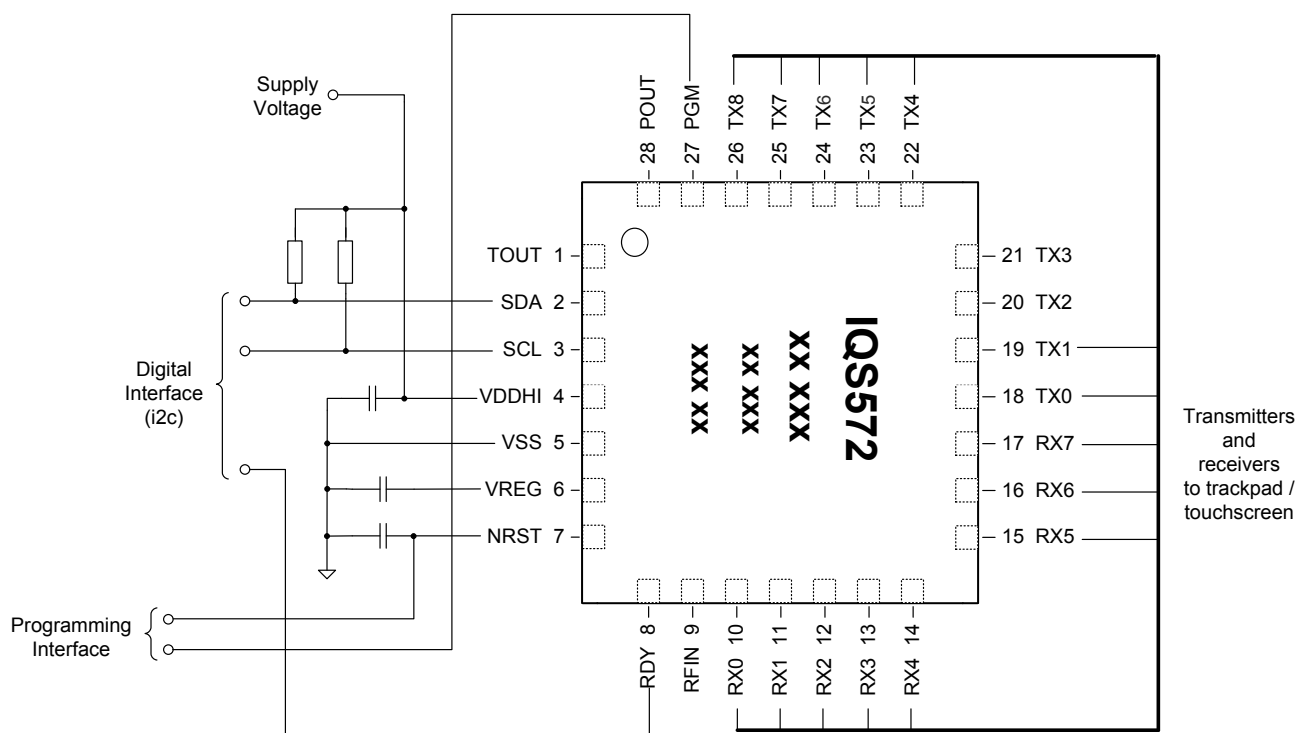 Supply
Voltage
28 POUT
27 PGM
26 TX8
25 TX7
24 TX6
23 TX5
22 TX4
TOUT 1
SDA 2
SCL 3
VDDHI 4
VSS 5
VREG 6
NRST 7
Digital
Interface
(i2c)
Programming
Interface
IQS572
xx xxx
xxx xx
xx xxx
21 TX3
20 TX2
19 TX1
18 TX0
17 RX7
16 RX6
15 RX5
RDY 8
RFIN 9
RX0 10
RX1 11
RX2 12
RX3 13
RX4 14
Transmitters
and
receivers
to trackpad /
touchscreen